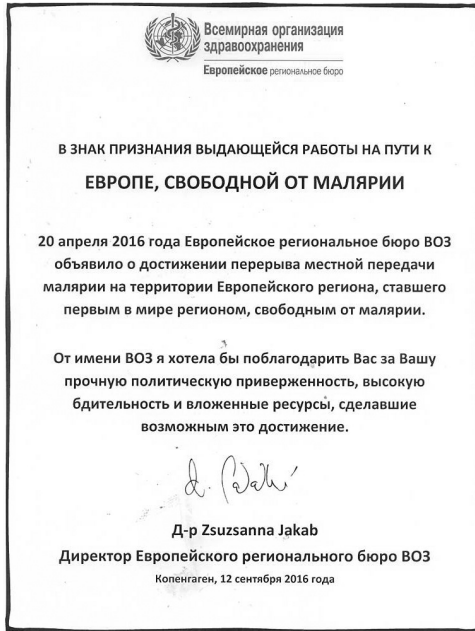 Всемирная организация
здравоохранения
Европейское региональное бюро
В ЗНАК ПРИЗНАНИЯ ВЫДАЮЩЕЙСЯ РАБОТЫ НА ПУТИ К
ЕВРОПЕ, СВОБОДНОЙ ОТ МАЛЯРИИ
20 апреля 2016 года Европейское региональное бюро ВОЗ
объявило о достижении перерыва местной передачи
малярии на территории Европейского региона, ставшего
первым в мире регионом, свободным от малярии.
От имени ВОЗ я хотела бы поблагодарить Вас за Вашу
прочную политическую приверженность, высокую
бдительность и вложенные ресурсы, сделавшие
возможным это достижение.
Д-р Zsuzsanna Jakab
Директор Европейского регионального бюро ВОЗ
Копенгаген, 12 сентября 2016 года